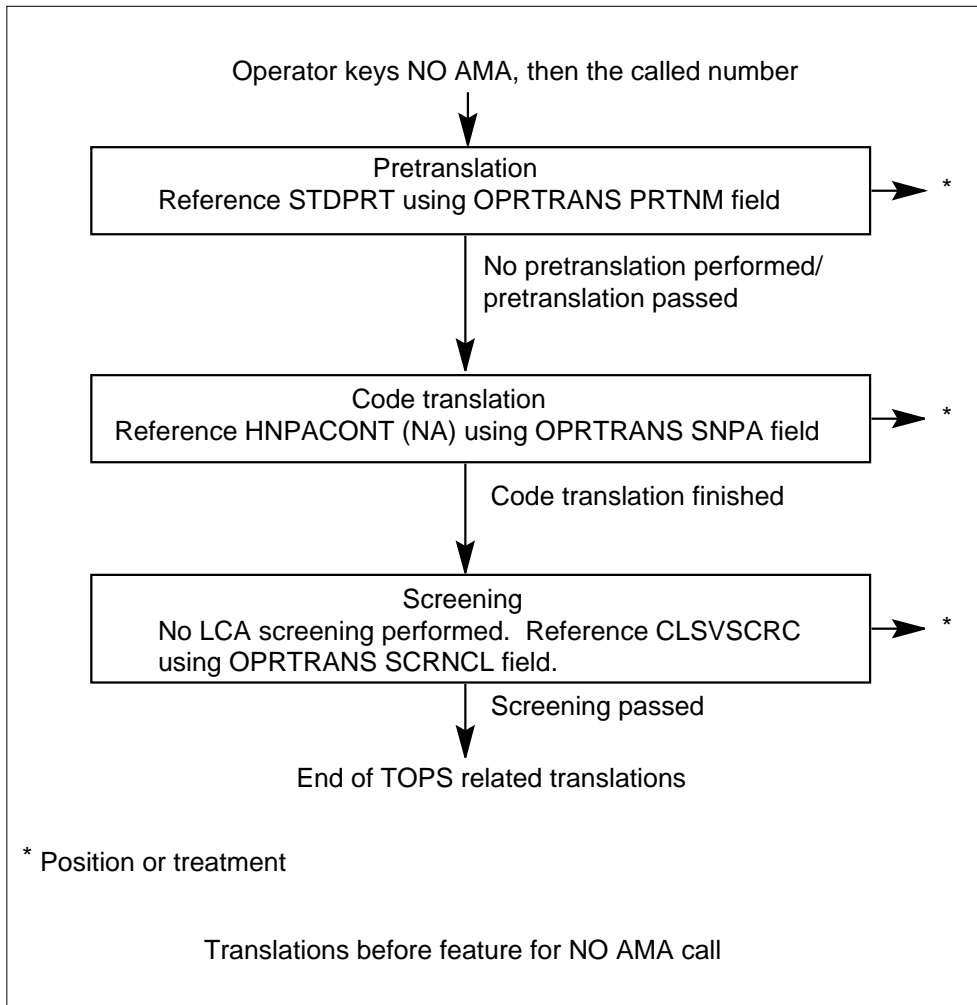 Operator keys NO AMA, then the called number
Pretranslation
Reference STDPRT using OPRTRANS PRTNM field
*
No pretranslation performed/
pretranslation passed
Code translation
Reference HNPACONT (NA) using OPRTRANS SNPA field
*
Code translation finished
Screening
No LCA screening performed.  Reference CLSVSCRC
using OPRTRANS SCRNCL field.
*
Screening passed
End of TOPS related translations
* Position or treatment
Translations before feature for NO AMA call